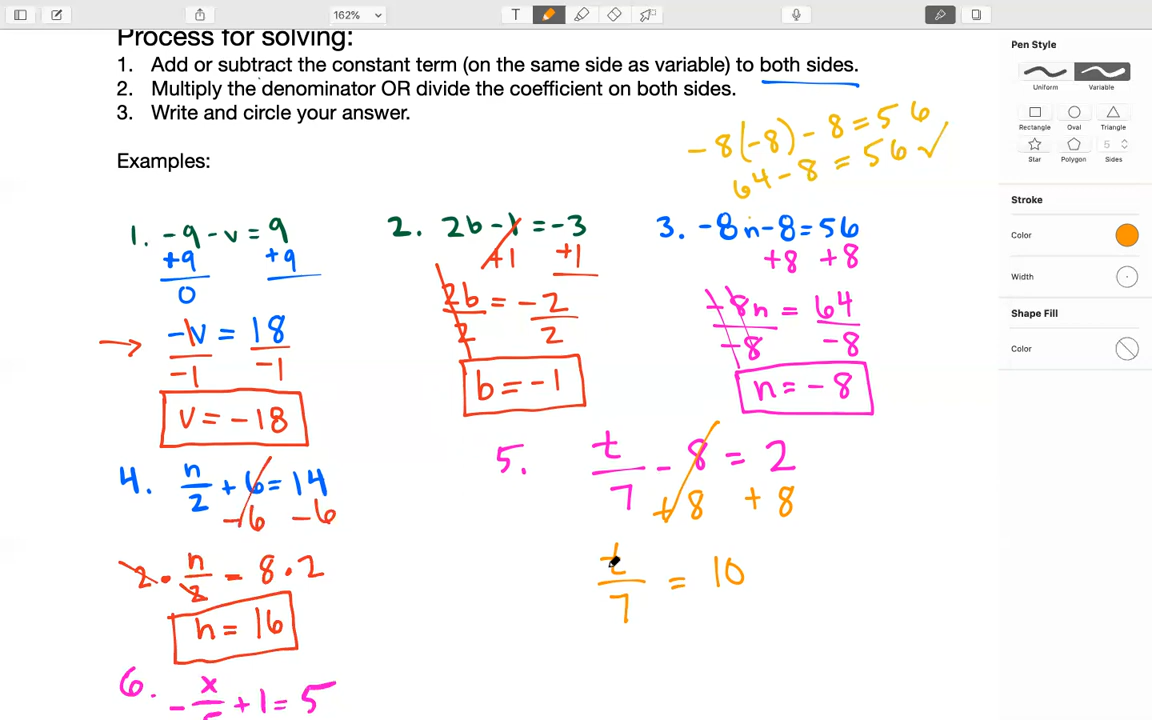 162%
T
Process for solving:
1. Add or subtract the constant term (on the same side as variable) to both sides.
2. Multiply the denominator OR divide the coefficient on both sides.
3. Write and circle your answer.
Examples:
-8(-8) - 8 = 56
64 - 8 = 56 ✓
1. -9 - v = 9
+9 +9
0
→ -1v = 18
-1 -1
v = -18
2. 2b - 1 = -3
+1 +1
2b = -2
2 2
b = -1
3. -8n - 8 = 56
+8 +8
-8n = 64
-8 -8
n = -8
4. n/2 + 6 = 14
-6 -6
2 · n/2 = 8 · 2
n = 16
5. t/7 - 8 = 2
+8 +8
t/7 = 10
6. - x/5 + 1 = 5
Pen Style
Uniform Variable
Rectangle Oval Triangle
5
Star Polygon Sides
Stroke
Color
Width
Shape Fill
Color